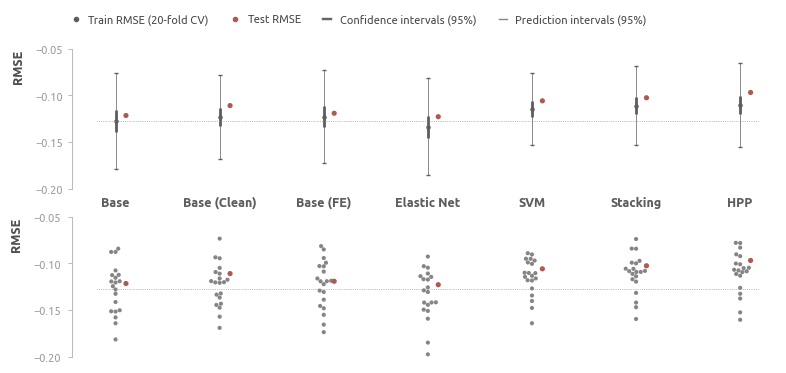 Train RMSE (20-fold CV) Test RMSE Confidence intervals (95%) Prediction intervals (95%)
RMSE
−0.05
−0.10
−0.15
−0.20
Base Base (Clean) Base (FE) Elastic Net SVM Stacking HPP
RMSE
−0.05
−0.10
−0.15
−0.20